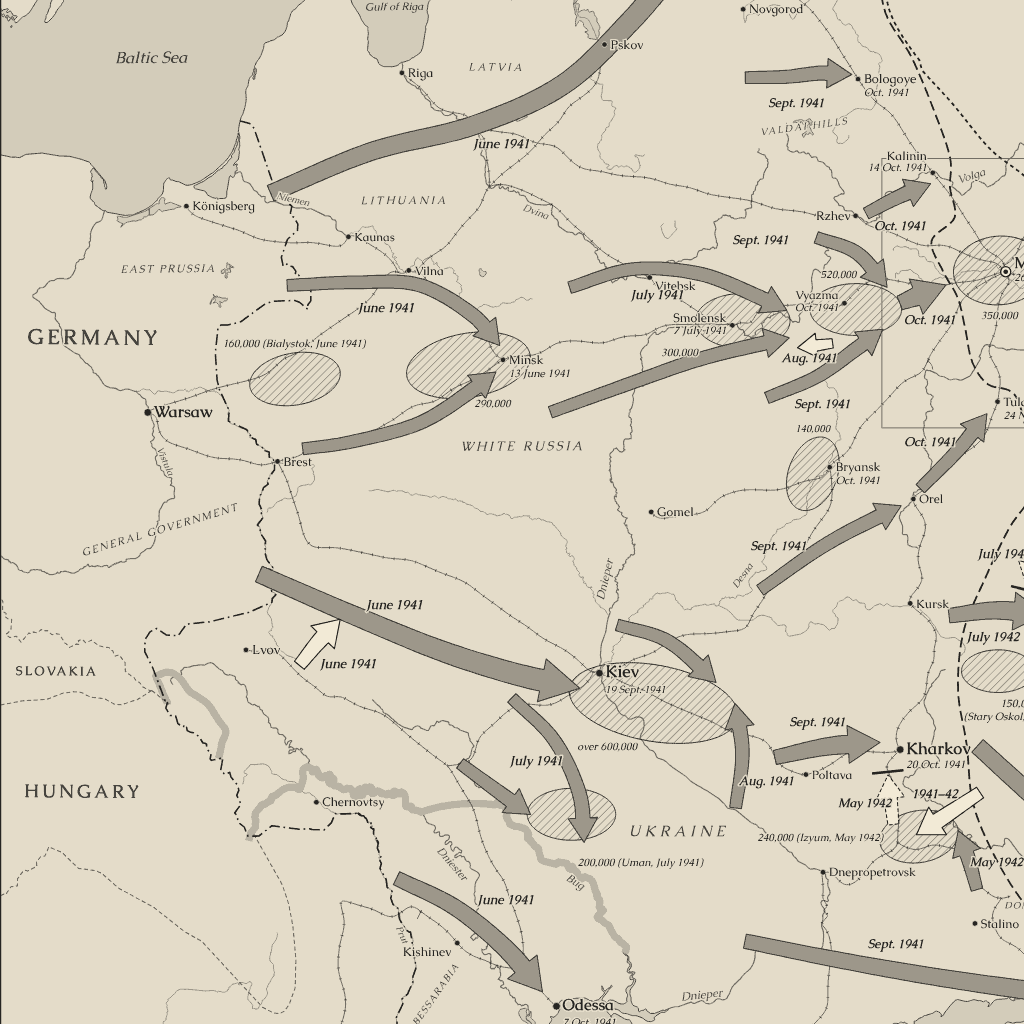 Gulf of Riga
Novgorod
Baltic Sea
Pskov
LATVIA
Riga
Bologoye
Oct. 1941
Sept. 1941
VALDAI HILLS
June 1941
Kalinin
14 Oct. 1941
Volga
Niemen
LITHUANIA
Königsberg
Dvina
Rzhev
Oct. 1941
Kaunas
Sept. 1941
EAST PRUSSIA
Vilna
520,000
Vitebsk
July 1941
Vyazma
Oct. 1941
June 1941
Smolensk
7 July 1941
Oct. 1941
350,000
GERMANY
160,000 (Bialystok, June 1941)
300,000
Aug. 1941
Minsk
13 June 1941
290,000
Sept. 1941
Warsaw
140,000
WHITE RUSSIA
Oct. 1941
Vistula
Brest
Bryansk
Oct. 1941
Orel
Gomel
GENERAL GOVERNMENT
Sept. 1941
Dnieper
Desna
June 1941
Kursk
July 1942
Lvov
June 1941
SLOVAKIA
Kiev
19 Sept. 1941
(Stary Oskol,
Sept. 1941
over 600,000
Kharkov
20 Oct. 1941
July 1941
Poltava
Aug. 1941
HUNGARY
Chernovtsy
May 1942
1941–42
UKRAINE
240,000 (Izyum, May 1942)
200,000 (Uman, July 1941)
May 1942
Dniester
Bug
Dnepropetrovsk
June 1941
Stalino
Prut
Kishinev
Sept. 1941
BESSARABIA
Dnieper
Odessa
7 Oct. 1941